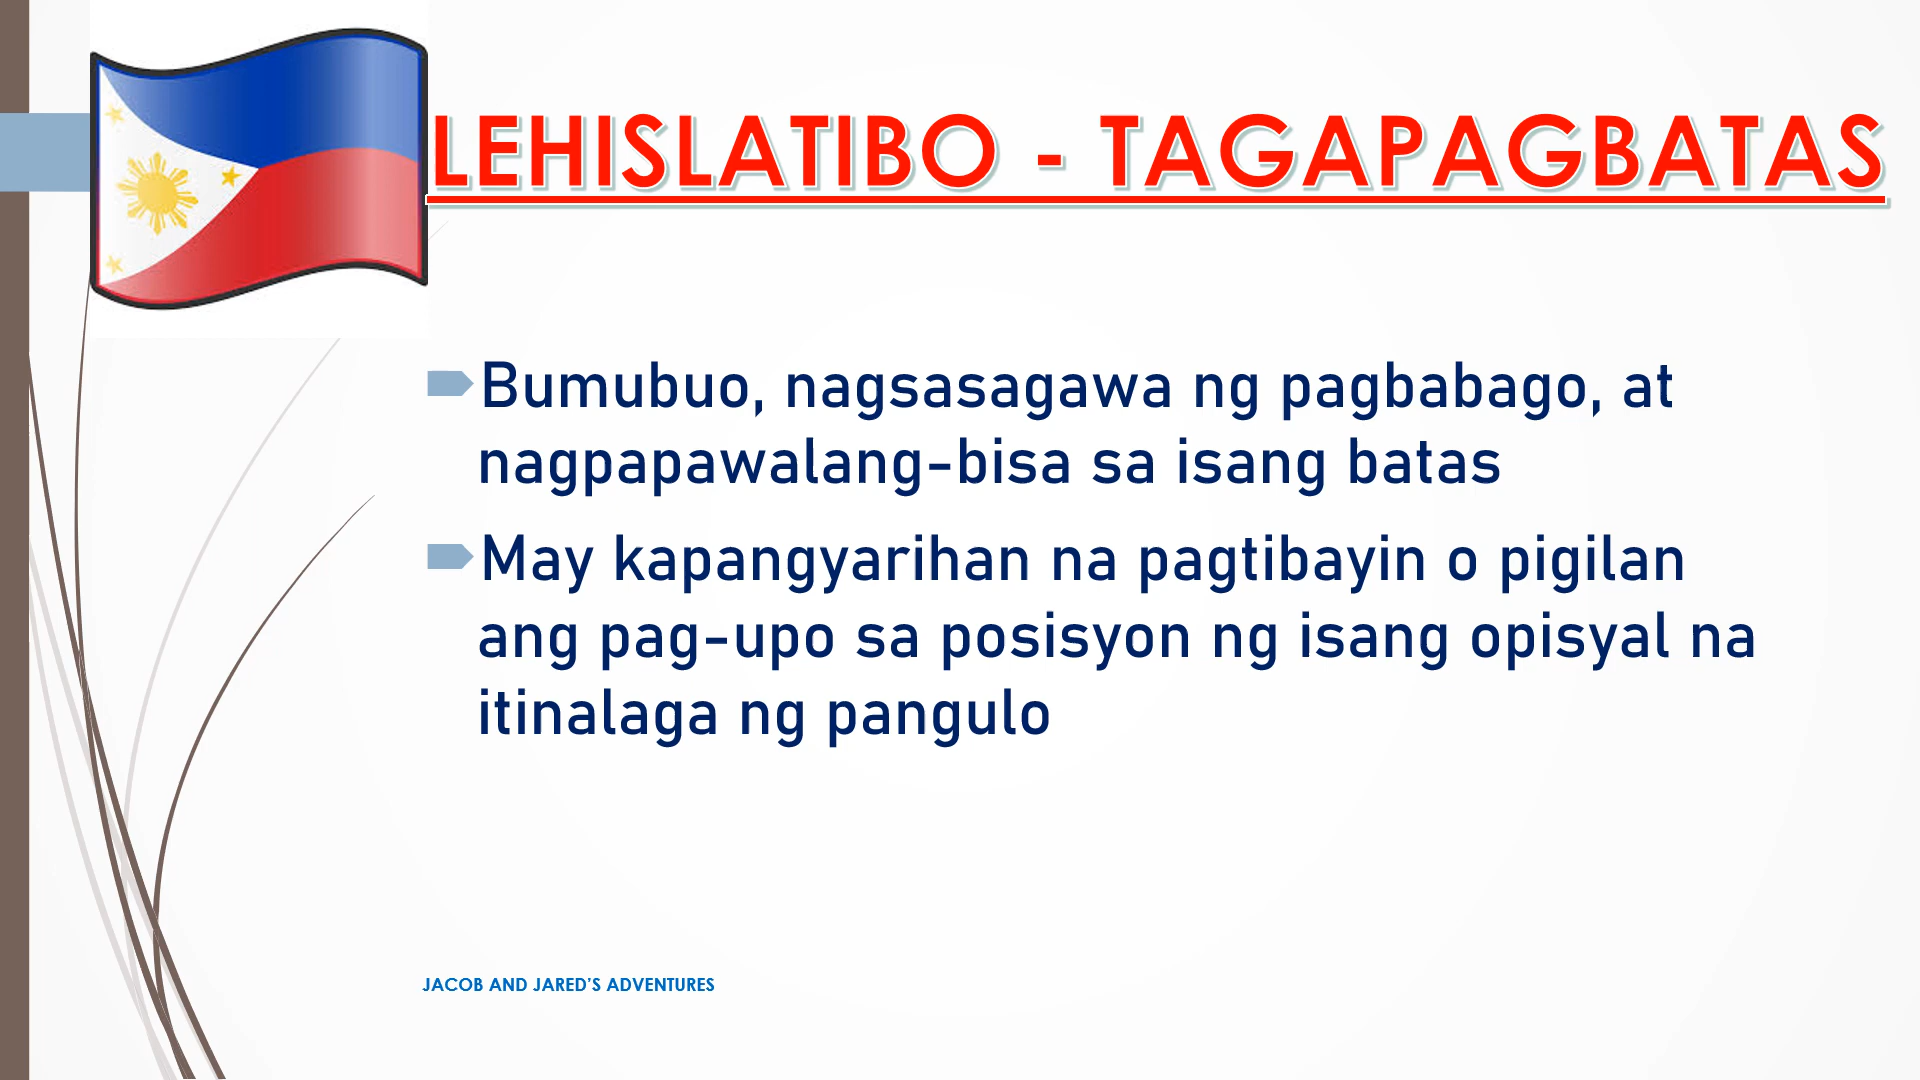 LEHISLATIBO - TAGAPAGBATAS
Bumubuo, nagsasagawa ng pagbabago, at
nagpapawalang-bisa sa isang batas
May kapangyarihan na pagtibayin o pigilan
ang pag-upo sa posisyon ng isang opisyal na
itinalaga ng pangulo
JACOB AND JARED'S ADVENTURES